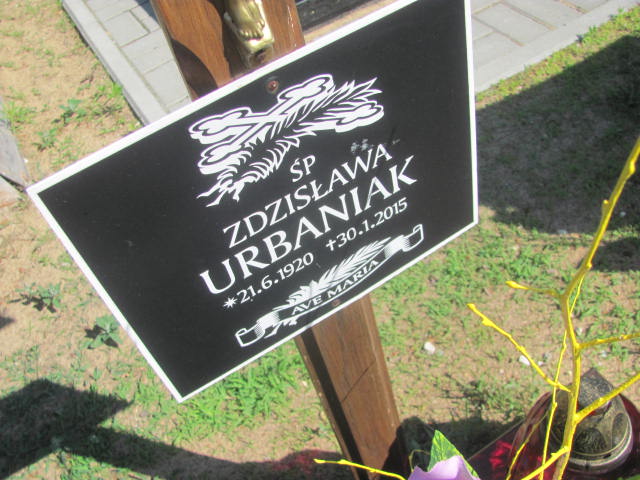 ŚP
ZDZISŁAWA
URBANIAK
*21.6.1920 †30.1.2015
AVE MARIA